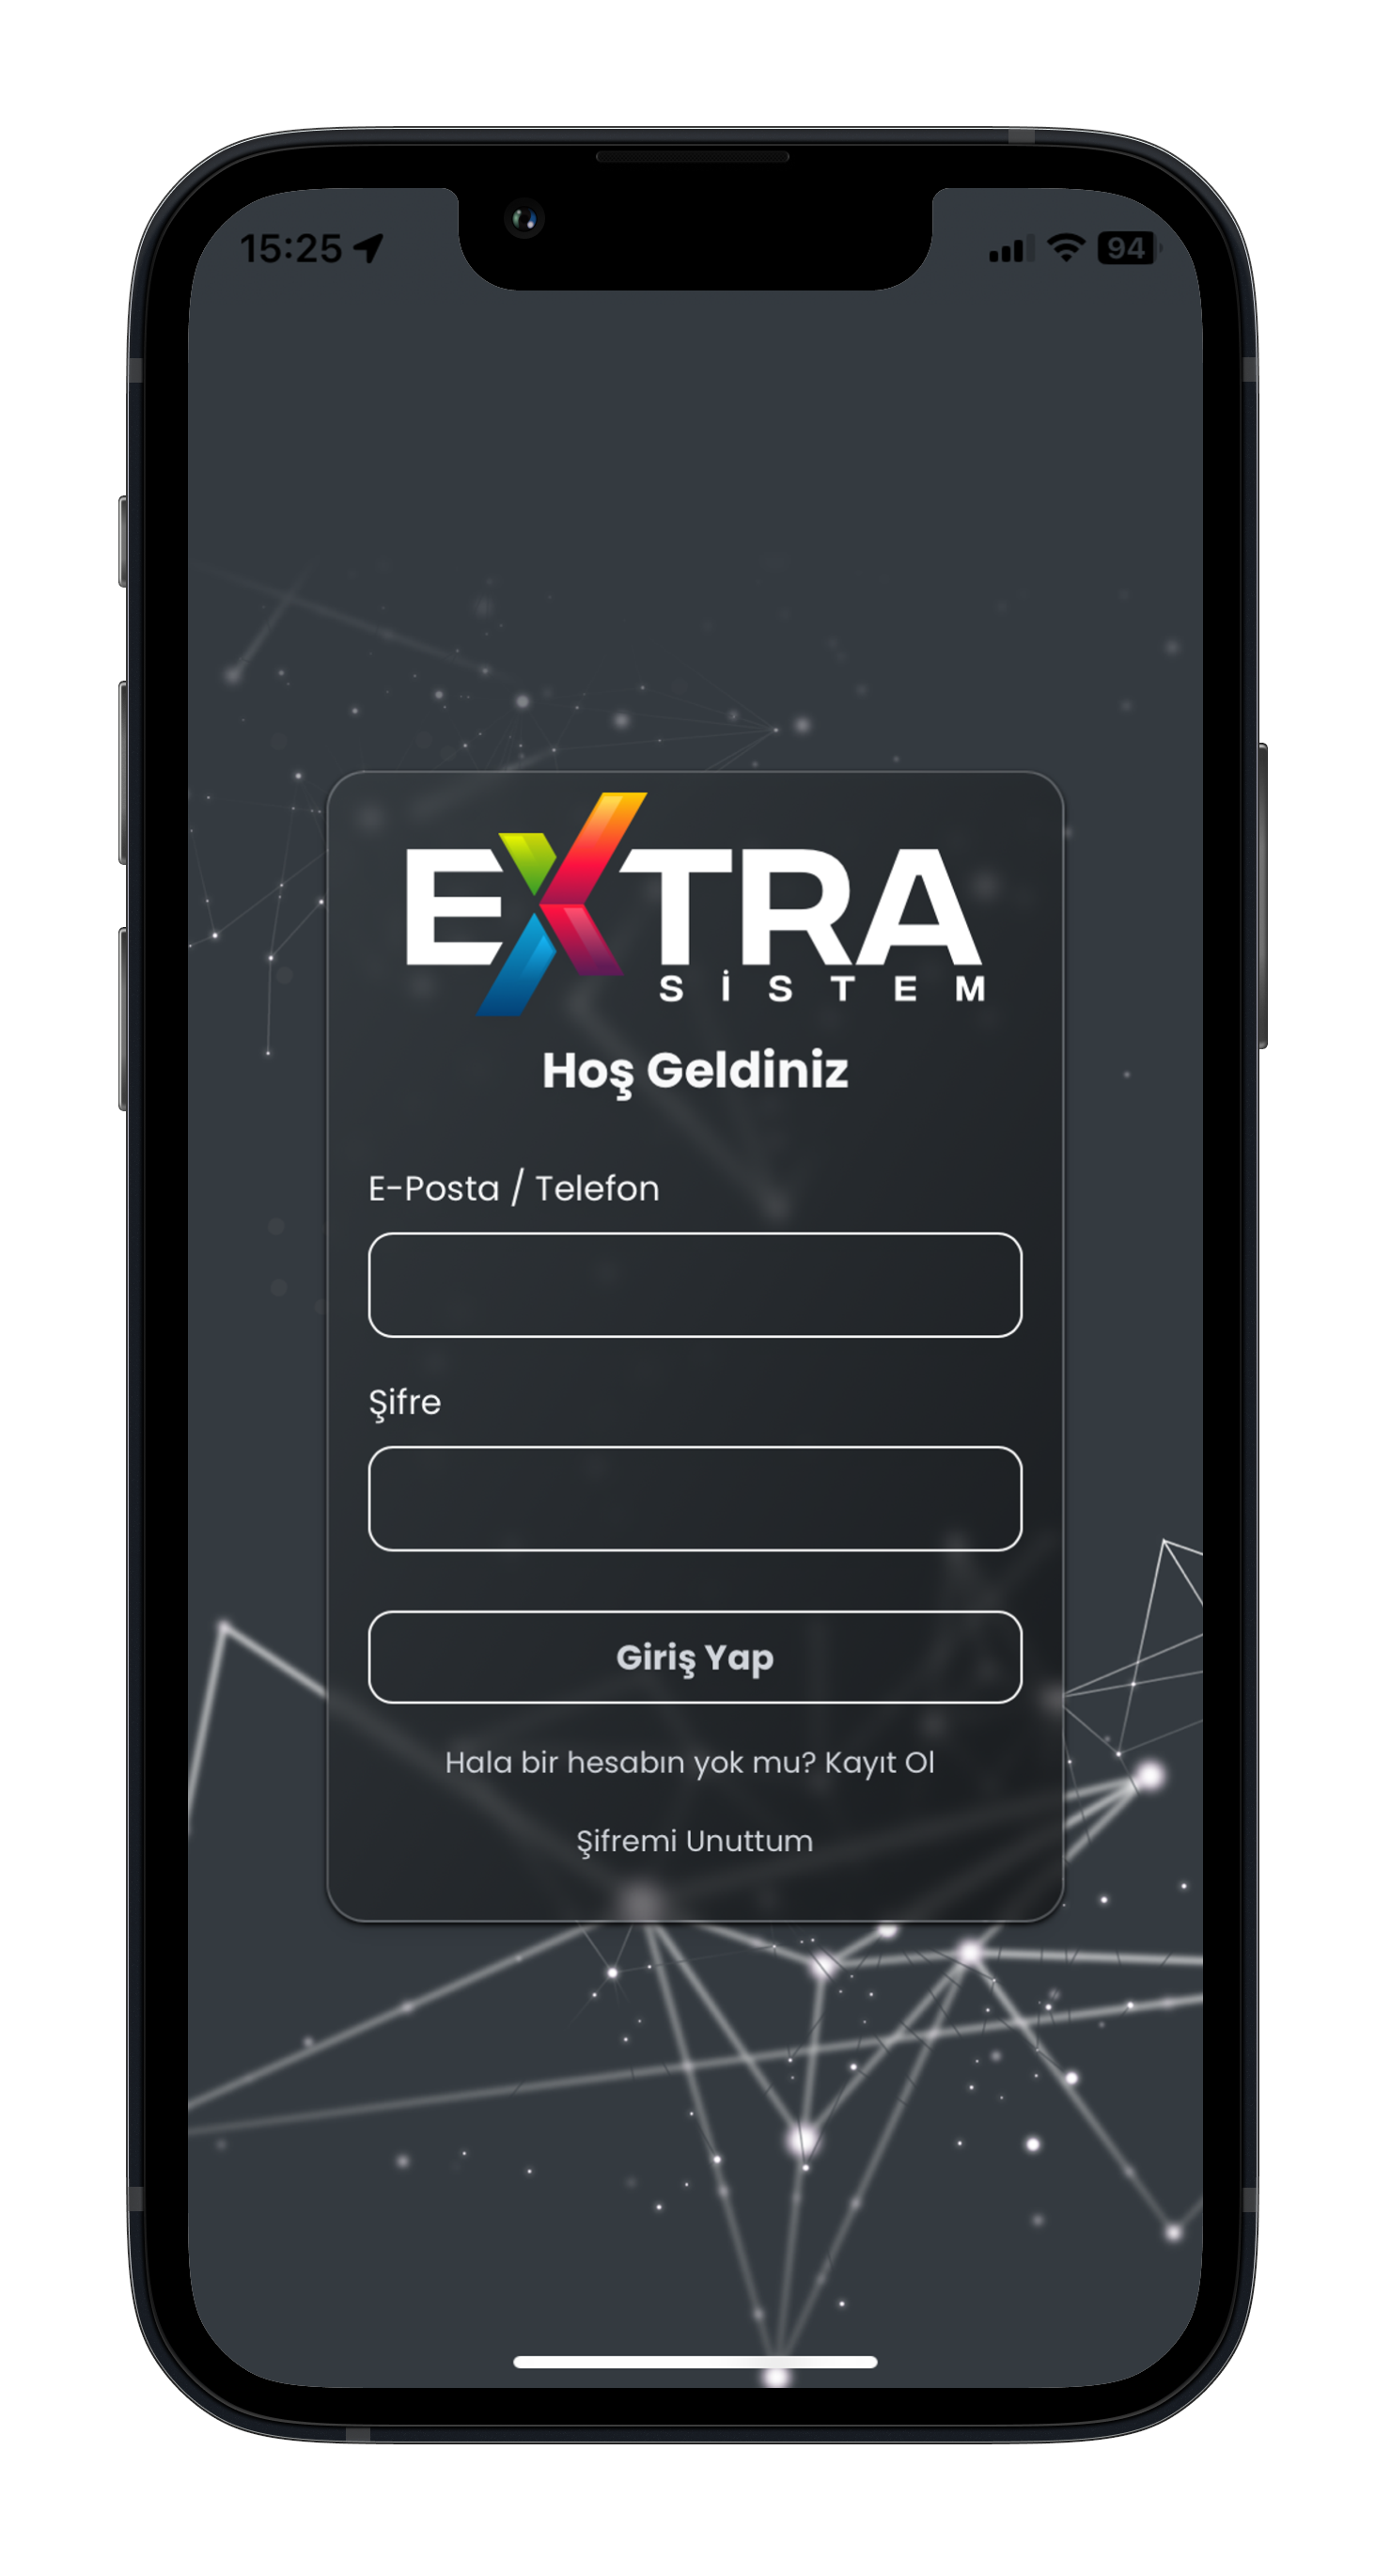 15:25
94
EXTRA
SİSTEM
Hoş Geldiniz
E-Posta / Telefon
Şifre
Giriş Yap
Hala bir hesabın yok mu? Kayıt Ol
Şifremi Unuttum